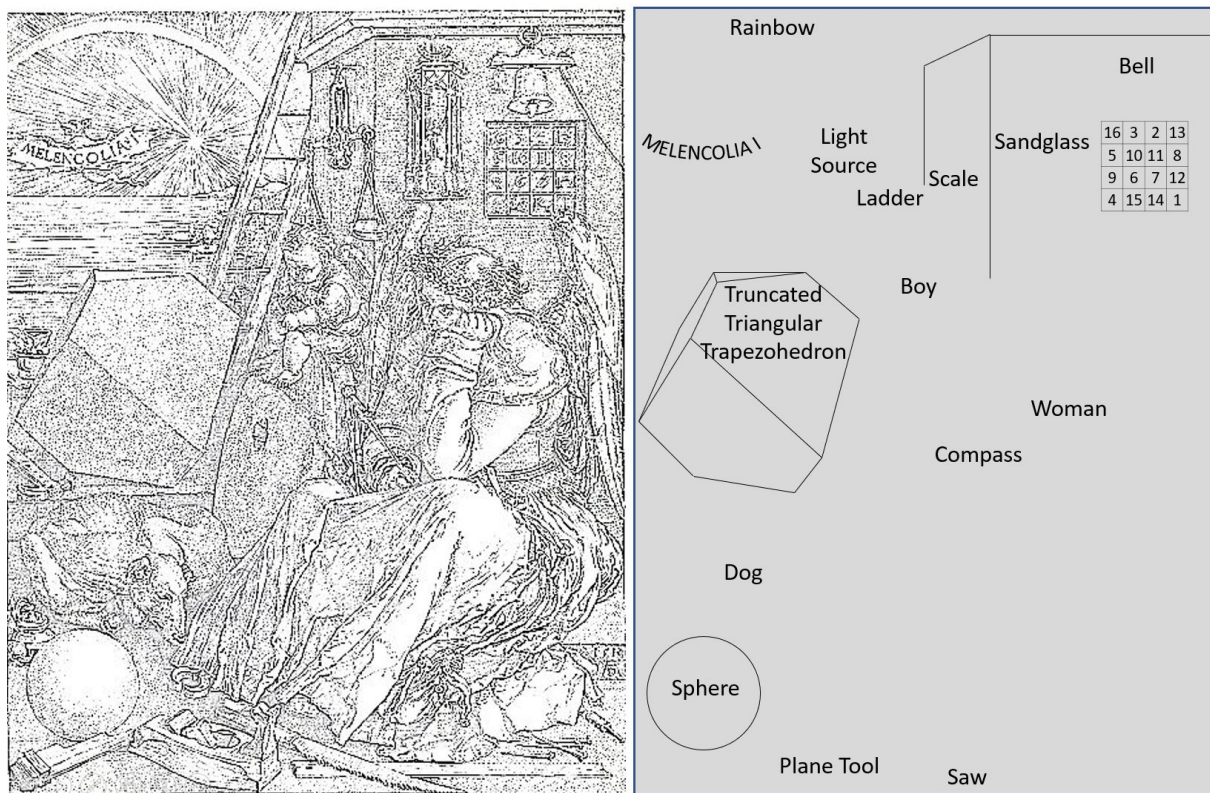 MELENCOLIA I
Rainbow
Bell
MELENCOLIA I
Light
Source
Sandglass
16 3 2 13
5 10 11 8
9 6 7 12
4 15 14 1
Scale
Ladder
Boy
Truncated
Triangular
Trapezohedron
Woman
Compass
Dog
Sphere
Plane Tool
Saw